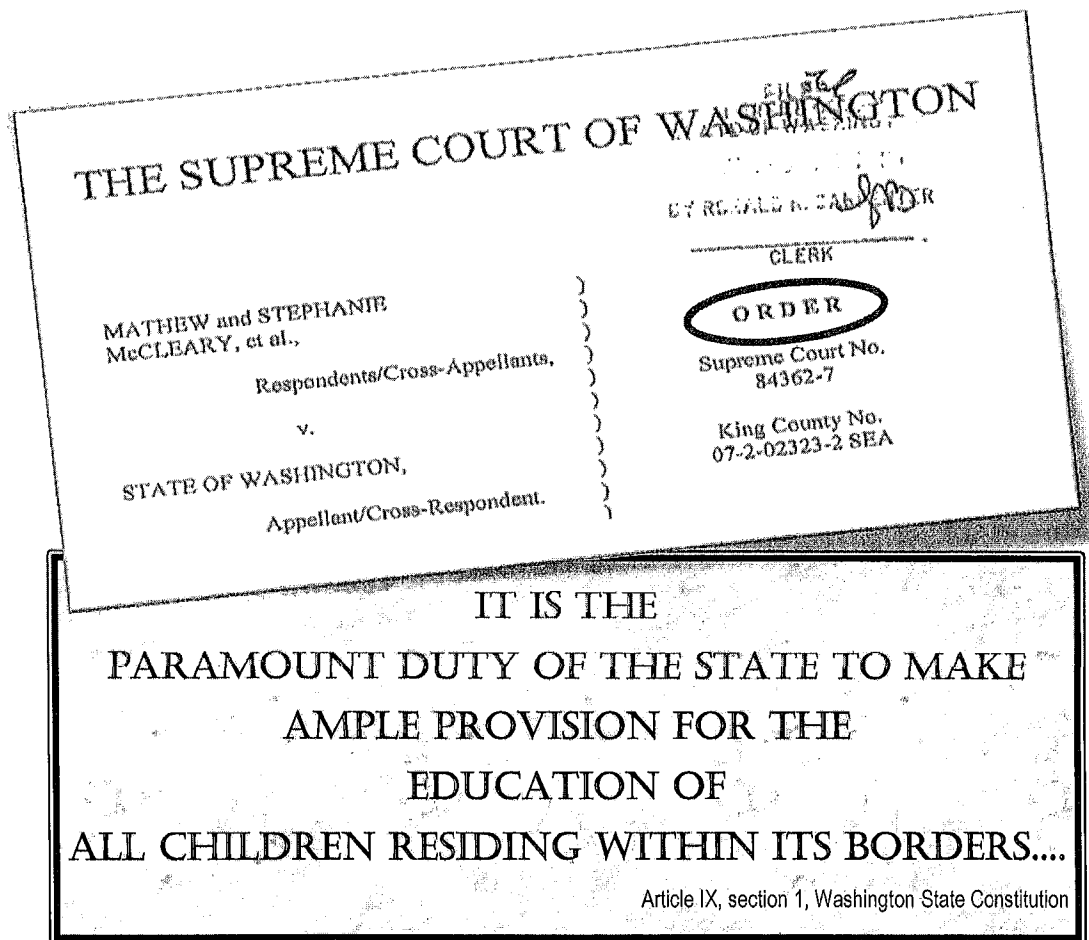 THE SUPREME COURT OF WASHINGTON
CLERK
MATHEW and STEPHANIE
McCLEARY, et al.,
Respondents/Cross-Appellants,
v.
STATE OF WASHINGTON,
Appellant/Cross-Respondent.
)
)
)
)
)
)
)
)
)
)
ORDER
Supreme Court No.
84362-7
King County No.
07-2-02323-2 SEA
IT IS THE
PARAMOUNT DUTY OF THE STATE TO MAKE
AMPLE PROVISION FOR THE
EDUCATION OF
ALL CHILDREN RESIDING WITHIN ITS BORDERS....
Article IX, section 1, Washington State Constitution